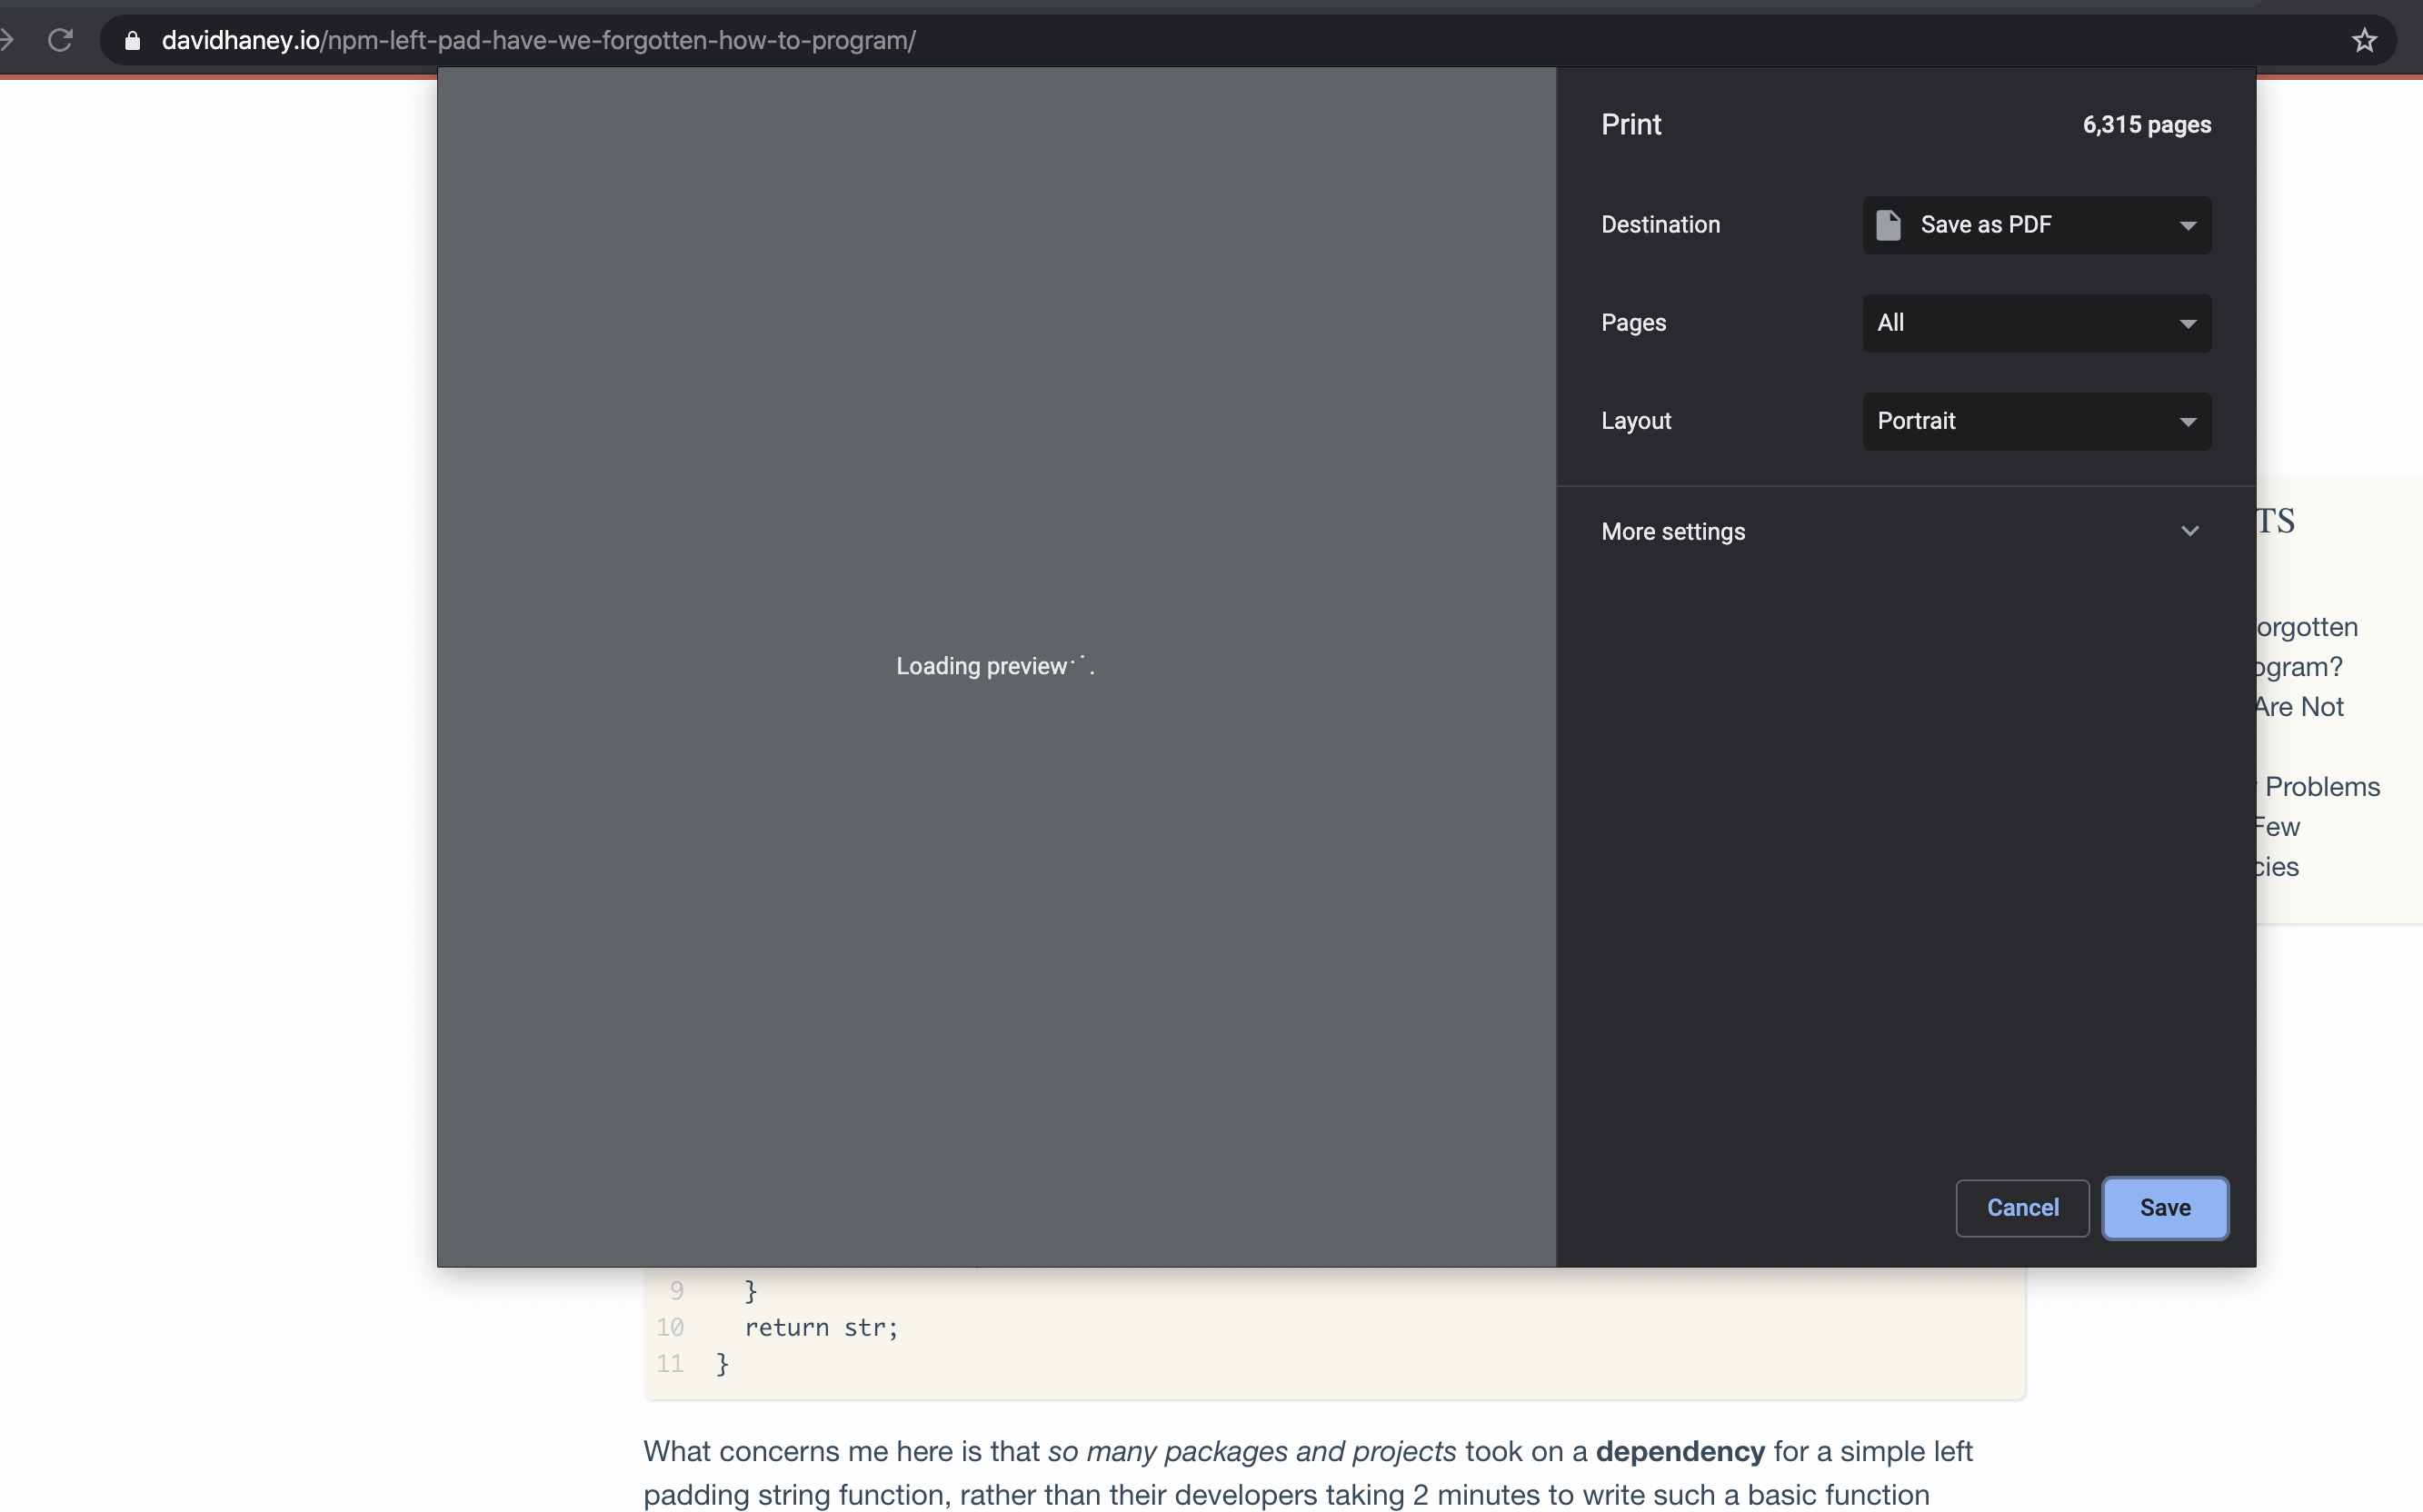 davidhaney.io/npm-left-pad-have-we-forgotten-how-to-program/
Print
6,315 pages
Destination
Save as PDF
Pages
All
Layout
Portrait
More settings
Loading preview...
Cancel
Save
TS
orgotten
ogram?
Are Not
Problems
Few
cies
9 }
10 return str;
11 }
What concerns me here is that so many packages and projects took on a dependency for a simple left
padding string function, rather than their developers taking 2 minutes to write such a basic function